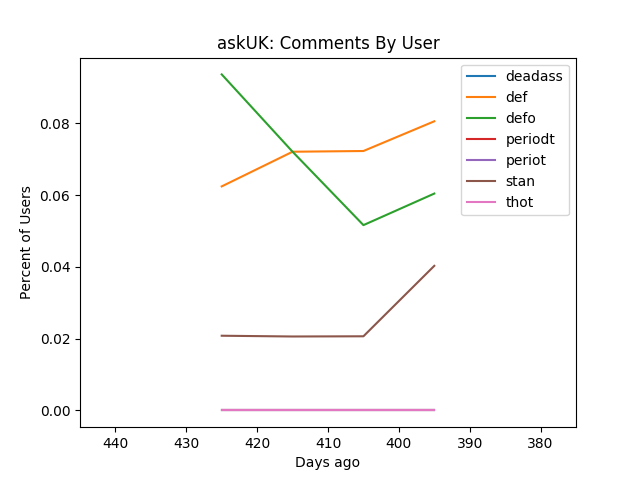 askUK: Comments By User
deadass
def
defo
periodt
periot
stan
thot
Percent of Users
0.08
0.06
0.04
0.02
0.00
440 430 420 410 400 390 380
Days ago